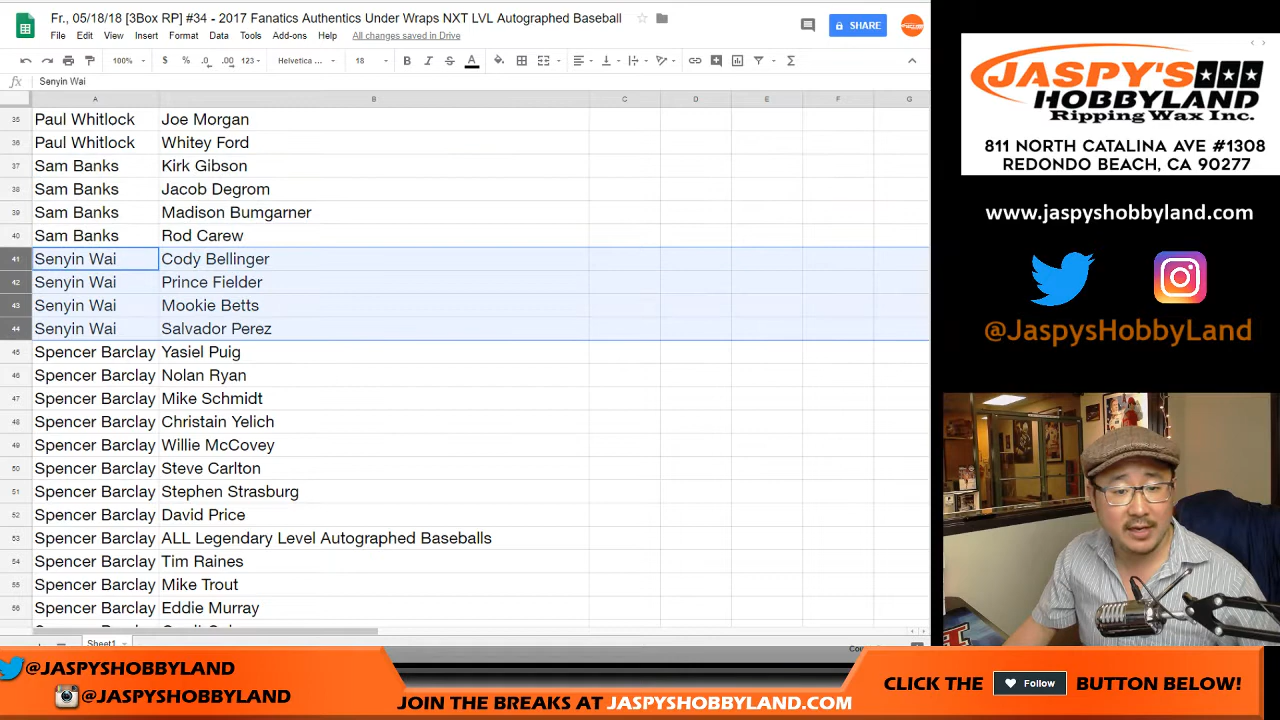 Fr., 05/18/18 [3Box RP] #34 - 2017 Fanatics Authentics Under Wraps NXT LVL Autographed Baseball
File Edit View Insert Format Data Tools Add-ons Help All changes saved in Drive
SHARE
100% $ % .0 .00 123 Helvetica ... 18 B I S A
fx Senyin Wai
A B C D E F G
35 Paul Whitlock Joe Morgan
36 Paul Whitlock Whitey Ford
37 Sam Banks Kirk Gibson
38 Sam Banks Jacob Degrom
39 Sam Banks Madison Bumgarner
40 Sam Banks Rod Carew
41 Senyin Wai Cody Bellinger
42 Senyin Wai Prince Fielder
43 Senyin Wai Mookie Betts
44 Senyin Wai Salvador Perez
45 Spencer Barclay Yasiel Puig
46 Spencer Barclay Nolan Ryan
47 Spencer Barclay Mike Schmidt
48 Spencer Barclay Christain Yelich
49 Spencer Barclay Willie McCovey
50 Spencer Barclay Steve Carlton
51 Spencer Barclay Stephen Strasburg
52 Spencer Barclay David Price
53 Spencer Barclay ALL Legendary Level Autographed Baseballs
54 Spencer Barclay Tim Raines
55 Spencer Barclay Mike Trout
56 Spencer Barclay Eddie Murray
Sheet1
JASPY'S
HOBBYLAND
Ripping Wax Inc.
811 NORTH CATALINA AVE #1308
REDONDO BEACH, CA 90277
www.jaspyshobbyland.com
@JaspysHobbyLand
@JASPYSHOBBYLAND
@JASPYSHOBBYLAND
JOIN THE BREAKS AT JASPYSHOBBYLAND.COM
CLICK THE Follow BUTTON BELOW!